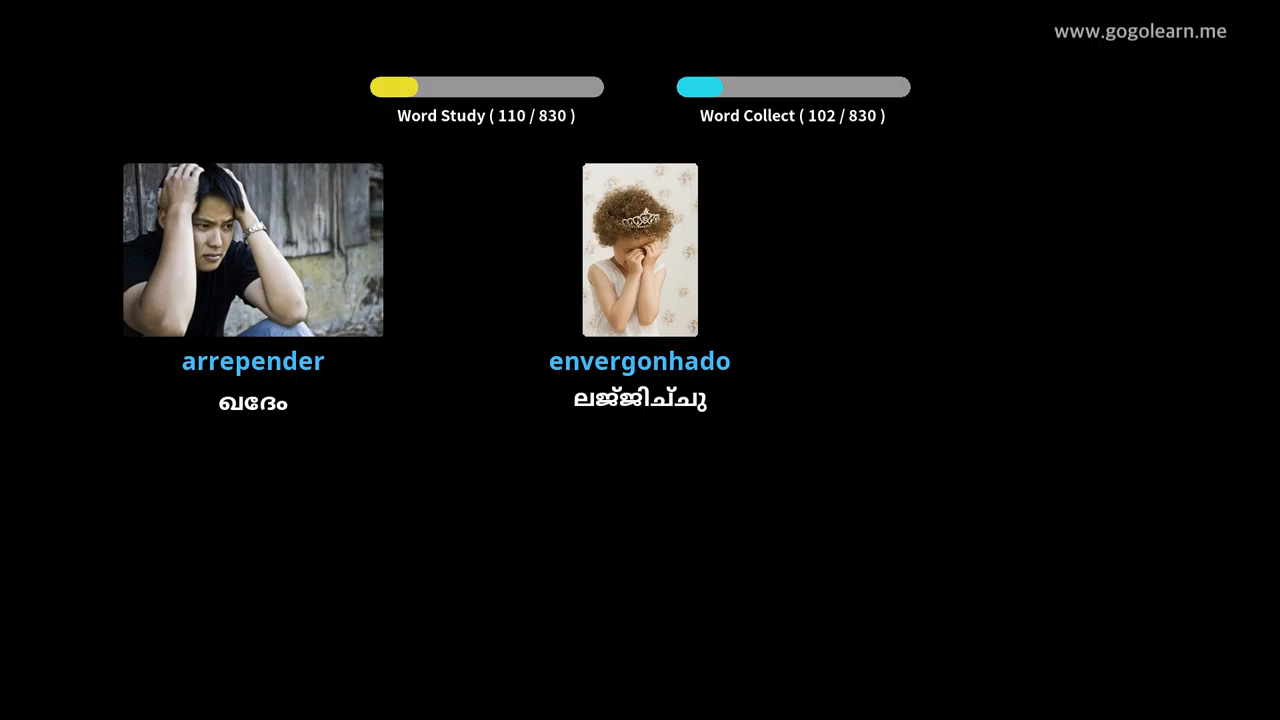 www.gogolearn.me
Word Study ( 110 / 830 )
Word Collect ( 102 / 830 )
arrepender
ഖേദം
envergonhado
ലജ്ജിച്ചു